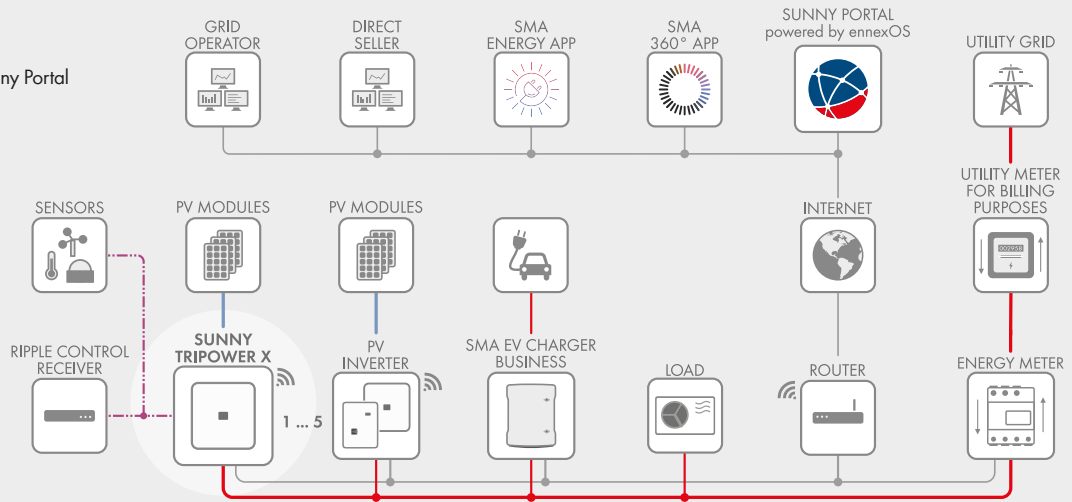 GRID
OPERATOR
DIRECT
SELLER
SMA
ENERGY APP
SMA
360° APP
SUNNY PORTAL
powered by ennexOS
UTILITY GRID
ny Portal
SENSORS
PV MODULES
PV MODULES
INTERNET
UTILITY METER
FOR BILLING
PURPOSES
002938
RIPPLE CONTROL
RECEIVER
SUNNY
TRIPOWER X
1 ... 5
PV
INVERTER
SMA EV CHARGER
BUSINESS
LOAD
ROUTER
ENERGY METER